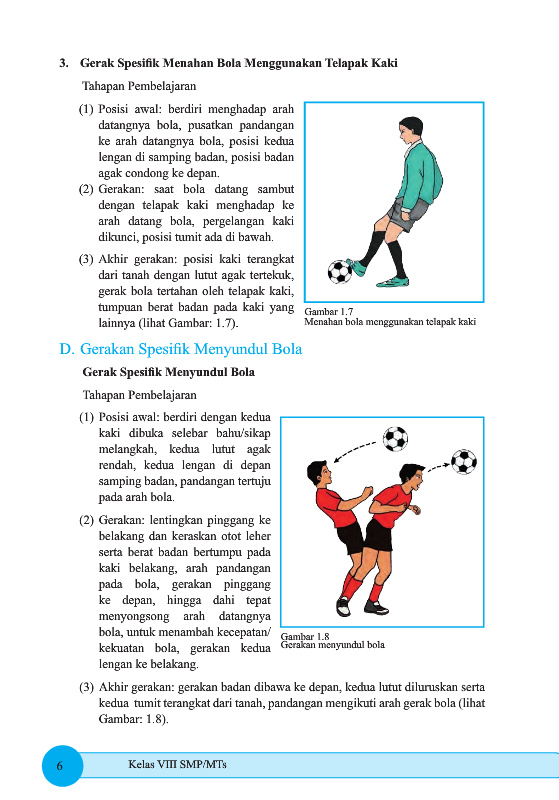 3. Gerak Spesifik Menahan Bola Menggunakan Telapak Kaki
Tahapan Pembelajaran
(1) Posisi awal: berdiri menghadap arah
datangnya bola, pusatkan pandangan
ke arah datangnya bola, posisi kedua
lengan di samping badan, posisi badan
agak condong ke depan.
(2) Gerakan: saat bola datang sambut
dengan telapak kaki menghadap ke
arah datang bola, pergelangan kaki
dikunci, posisi tumit ada di bawah.
(3) Akhir gerakan: posisi kaki terangkat
dari tanah dengan lutut agak tertekuk,
gerak bola tertahan oleh telapak kaki,
tumpuan berat badan pada kaki yang
lainnya (lihat Gambar: 1.7).
Gambar 1.7
Menahan bola menggunakan telapak kaki
D. Gerakan Spesifik Menyundul Bola
Gerak Spesifik Menyundul Bola
Tahapan Pembelajaran
(1) Posisi awal: berdiri dengan kedua
kaki dibuka selebar bahu/sikap
melangkah, kedua lutut agak
rendah, kedua lengan di depan
samping badan, pandangan tertuju
pada arah bola.
(2) Gerakan: lentingkan pinggang ke
belakang dan keraskan otot leher
serta berat badan bertumpu pada
kaki belakang, arah pandangan
pada bola, gerakan pinggang
ke depan, hingga dahi tepat
menyongsong arah datangnya
bola, untuk menambah kecepatan/
kekuatan bola, gerakan kedua
lengan ke belakang.
Gambar 1.8
Gerakan menyundul bola
(3) Akhir gerakan: gerakan badan dibawa ke depan, kedua lutut diluruskan serta
kedua tumit terangkat dari tanah, pandangan mengikuti arah gerak bola (lihat
Gambar: 1.8).
6 Kelas VIII SMP/MTs